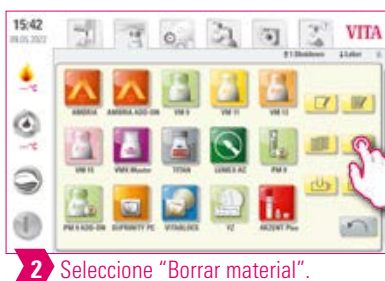 15:42
09.05.2022
VITA
AMBRIA
AMBRIA ADD-ON
VM 9
VM 11
VM 13
VM 15
VMK Master
TITAN
LUMEX AC
PM 9
PM 9 ADD-ON
SUPRINITY PC
VITABLOCS
YZ
AKZENT Plus
2 Seleccione “Borrar material”.